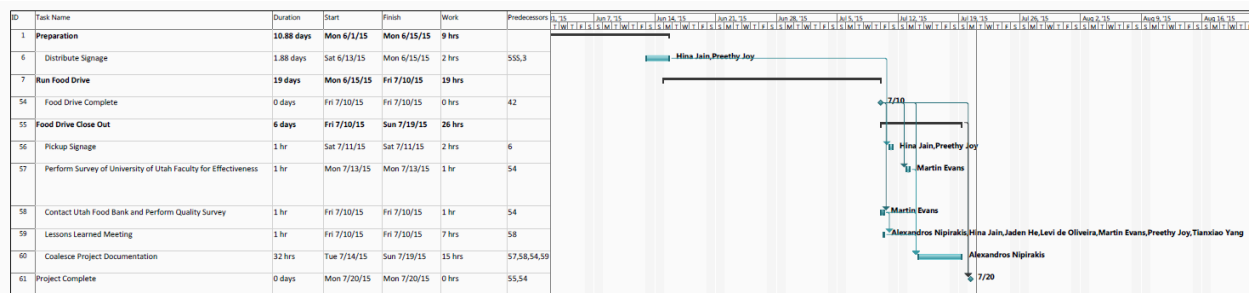 ID Task Name Duration Start Finish Work Predecessors '15 Jun 7, '15 Jun 14, '15 Jun 21, '15 Jun 28, '15 Jul 5, '15 Jul 12, '15 Jul 19, '15 Jul 26, '15 Aug 2, '15 Aug 9, '15 Aug 16, '15
T W T F S S M T W T F S S M T W T F S S M T W T F S S M T W T F S S M T W T F S S M T W T F S S M T W T F S S M T W T F S S M T W T F S S M T W T F S S M T W T F S S M T W T F
1 Preparation 10.88 days Mon 6/1/15 Mon 6/15/15 9 hrs
6 Distribute Signage 1.88 days Sat 6/13/15 Mon 6/15/15 2 hrs 5SS,3 Hina Jain,Preethy Joy
7 Run Food Drive 19 days Mon 6/15/15 Fri 7/10/15 19 hrs
54 Food Drive Complete 0 days Fri 7/10/15 Fri 7/10/15 0 hrs 42 7/10
55 Food Drive Close Out 6 days Fri 7/10/15 Sun 7/19/15 26 hrs
56 Pickup Signage 1 hr Sat 7/11/15 Sat 7/11/15 2 hrs 6 Hina Jain,Preethy Joy
57 Perform Survey of University of Utah Faculty for Effectiveness 1 hr Mon 7/13/15 Mon 7/13/15 1 hr 54 Martin Evans
58 Contact Utah Food Bank and Perform Quality Survey 1 hr Fri 7/10/15 Fri 7/10/15 1 hr 54 Martin Evans
59 Lessons Learned Meeting 1 hr Fri 7/10/15 Fri 7/10/15 7 hrs 58 Alexandros Nipirakis,Hina Jain,Jaden He,Levi de Oliveira,Martin Evans,Preethy Joy,Tianxiao Yang
60 Coalesce Project Documentation 32 hrs Tue 7/14/15 Sun 7/19/15 15 hrs 57,58,54,59 Alexandros Nipirakis
61 Project Complete 0 days Mon 7/20/15 Mon 7/20/15 0 hrs 55,54 7/20